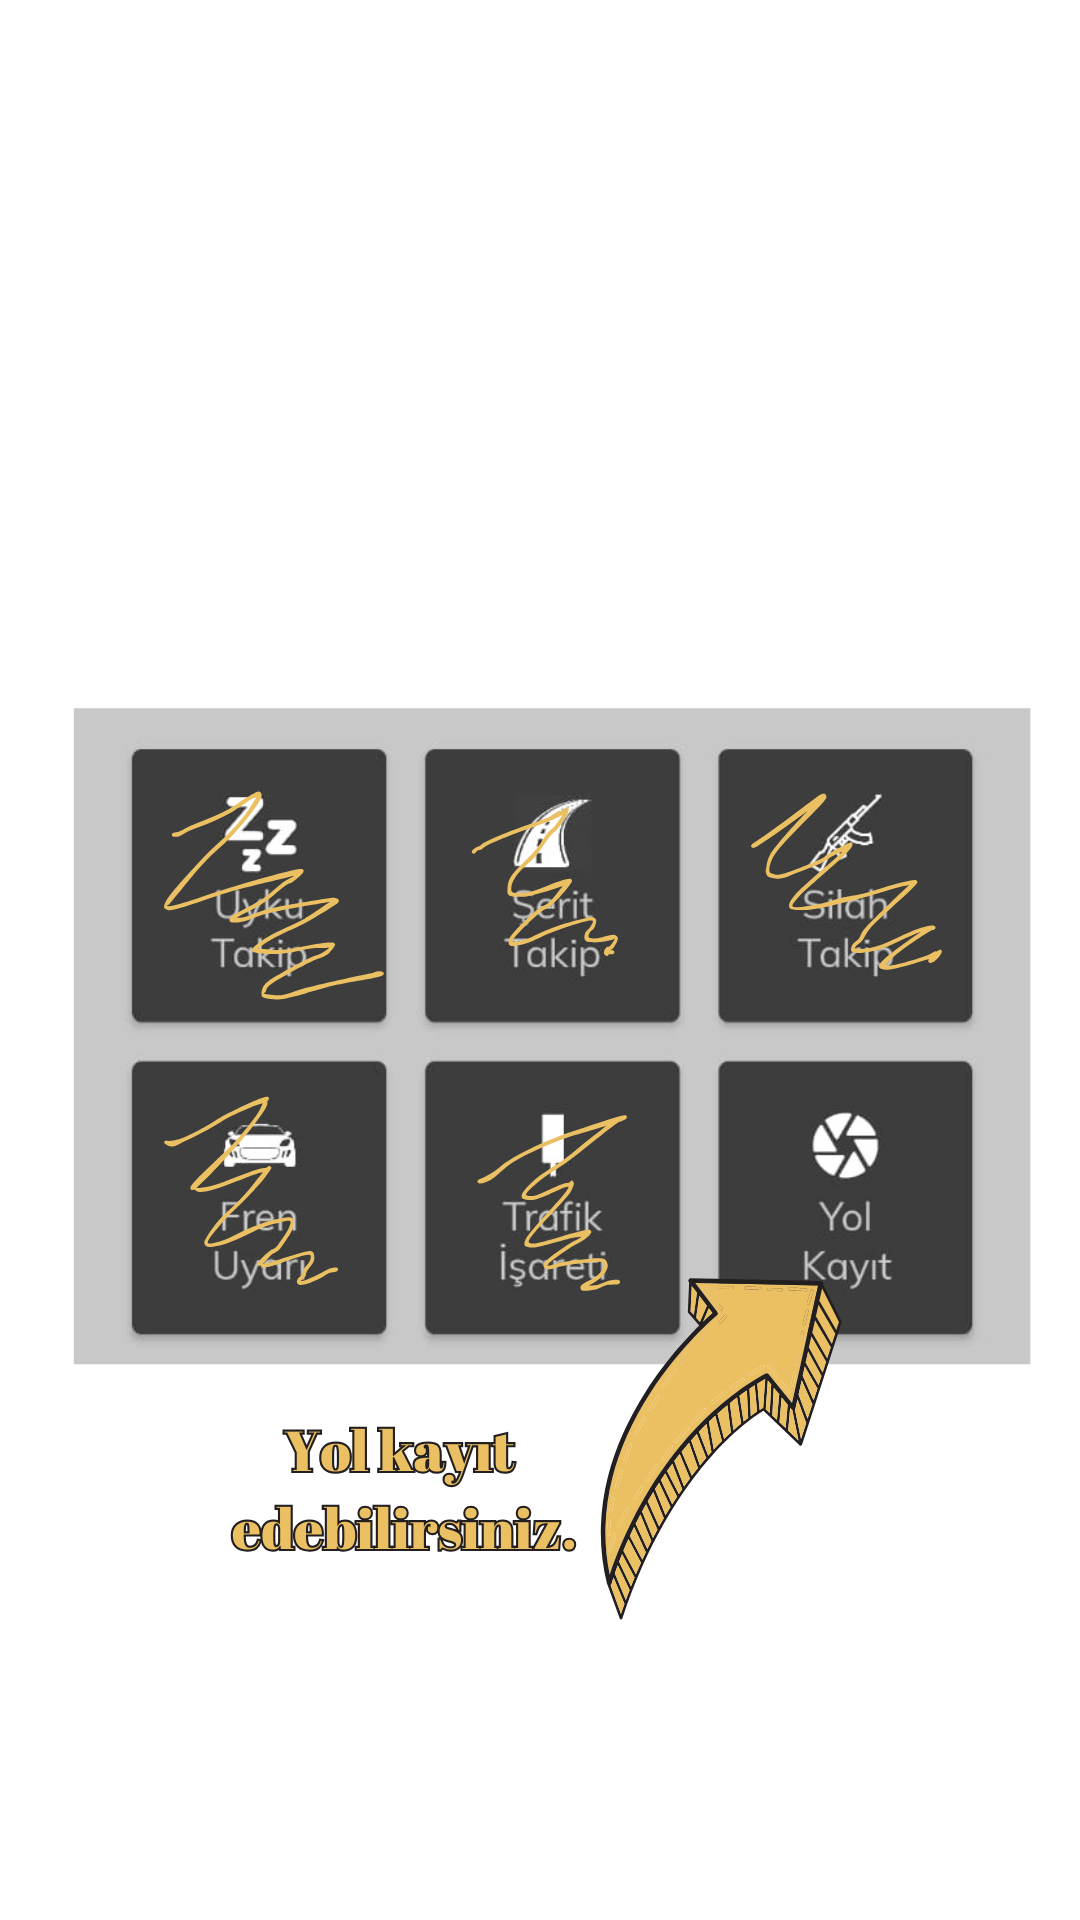 Uyku
Takip
Şerit
Takip
Silah
Takip
Fren
Uyarı
Trafik
İşareti
Yol
Kayıt
Yol kayıt
edebilirsiniz.